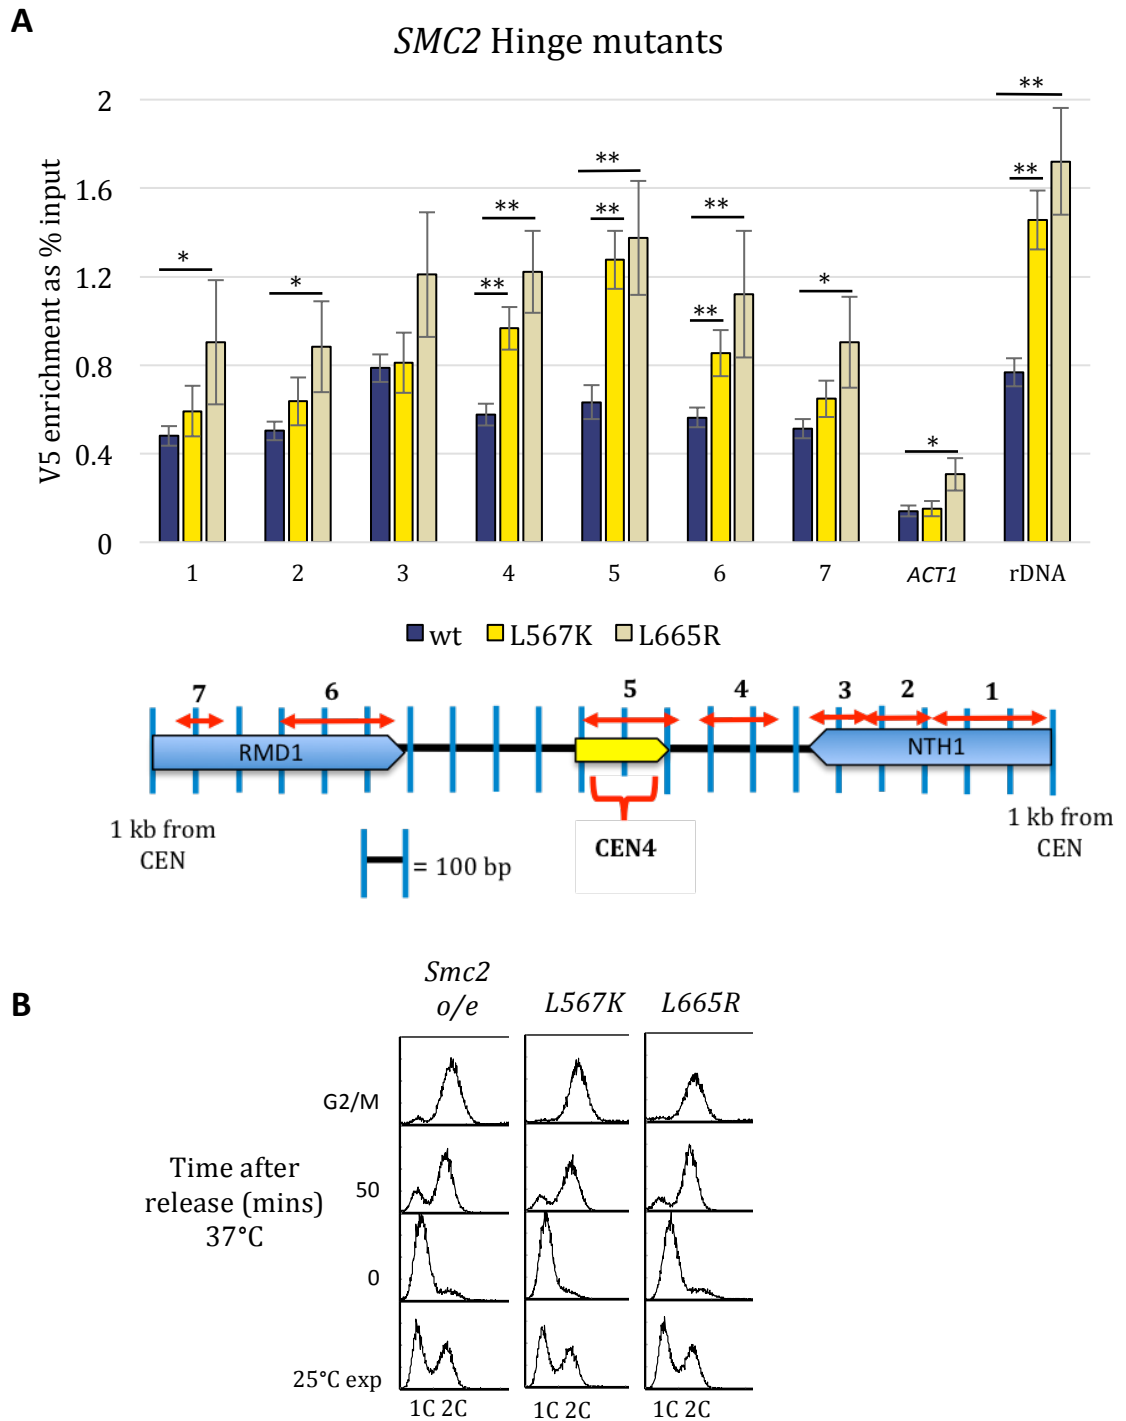 A
SMC2 Hinge mutants
V5 enrichment as % input
2
1.6
1.2
0.8
0.4
0
*
*
**
**
**
**
**
**
*
*
**
**
1 2 3 4 5 6 7 ACT1 rDNA
wt L567K L665R
7 6 5 4 3 2 1
RMD1 NTH1
1 kb from
CEN
CEN4
1 kb from
CEN
= 100 bp
B
Smc2
o/e L567K L665R
G2/M
Time after
release (mins)
37°C
50
0
25°C exp
1C 2C 1C 2C 1C 2C